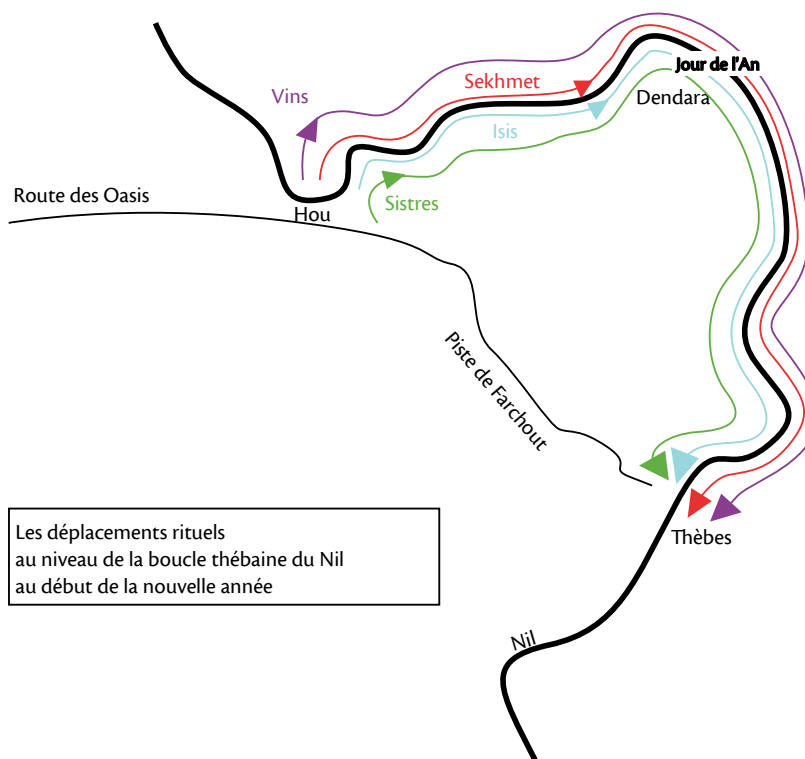 Jour de l'An
Sekhmet
Vins
Dendara
Isis
Route des Oasis
Sistres
Hou
Piste de Farchout
Les déplacements rituels
au niveau de la boucle thébaine du Nil
au début de la nouvelle année
Thèbes
Nil